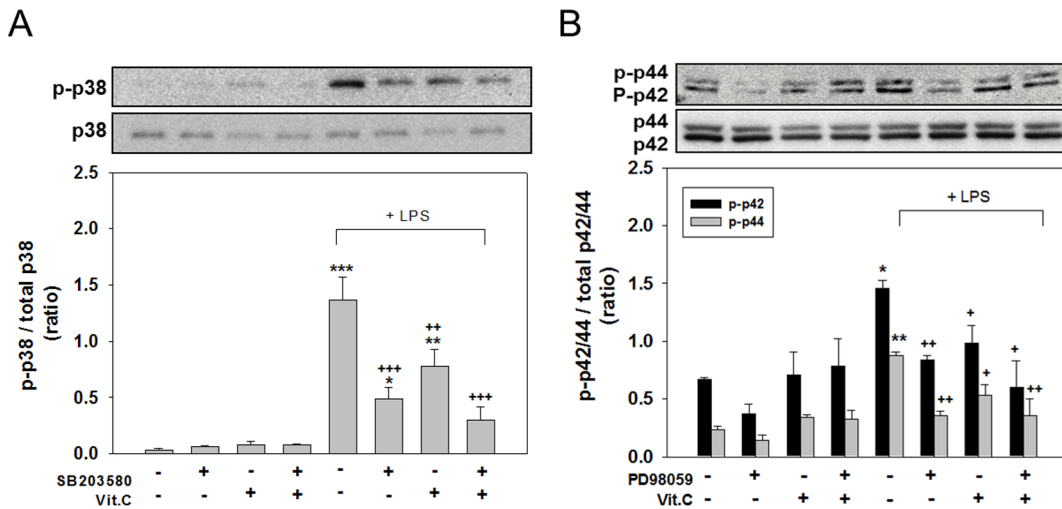 A
p-p38
p38
p-p38 / total p38
(ratio)
2.5
2.0
1.5
1.0
0.5
0.0
+ LPS
***
+++
*
++
**
+++
SB203580 - + - + - + - +
Vit.C - - + + - - + +
B
p-p44
P-p42
p44
p42
p-p42/44 / total p42/44
(ratio)
2.5
2.0
1.5
1.0
0.5
0.0
p-p42
p-p44
+ LPS
*
**
++
++
+
+
+
++
PD98059 - + - + - + - +
Vit.C - - + + - - + +